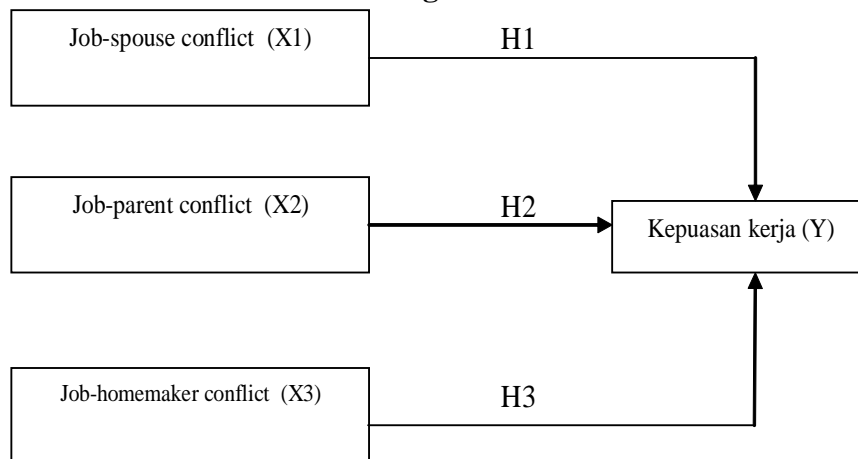 Job-spouse conflict (X1)
H1
Job-parent conflict (X2)
H2
Kepuasan kerja (Y)
Job-homemaker conflict (X3)
H3